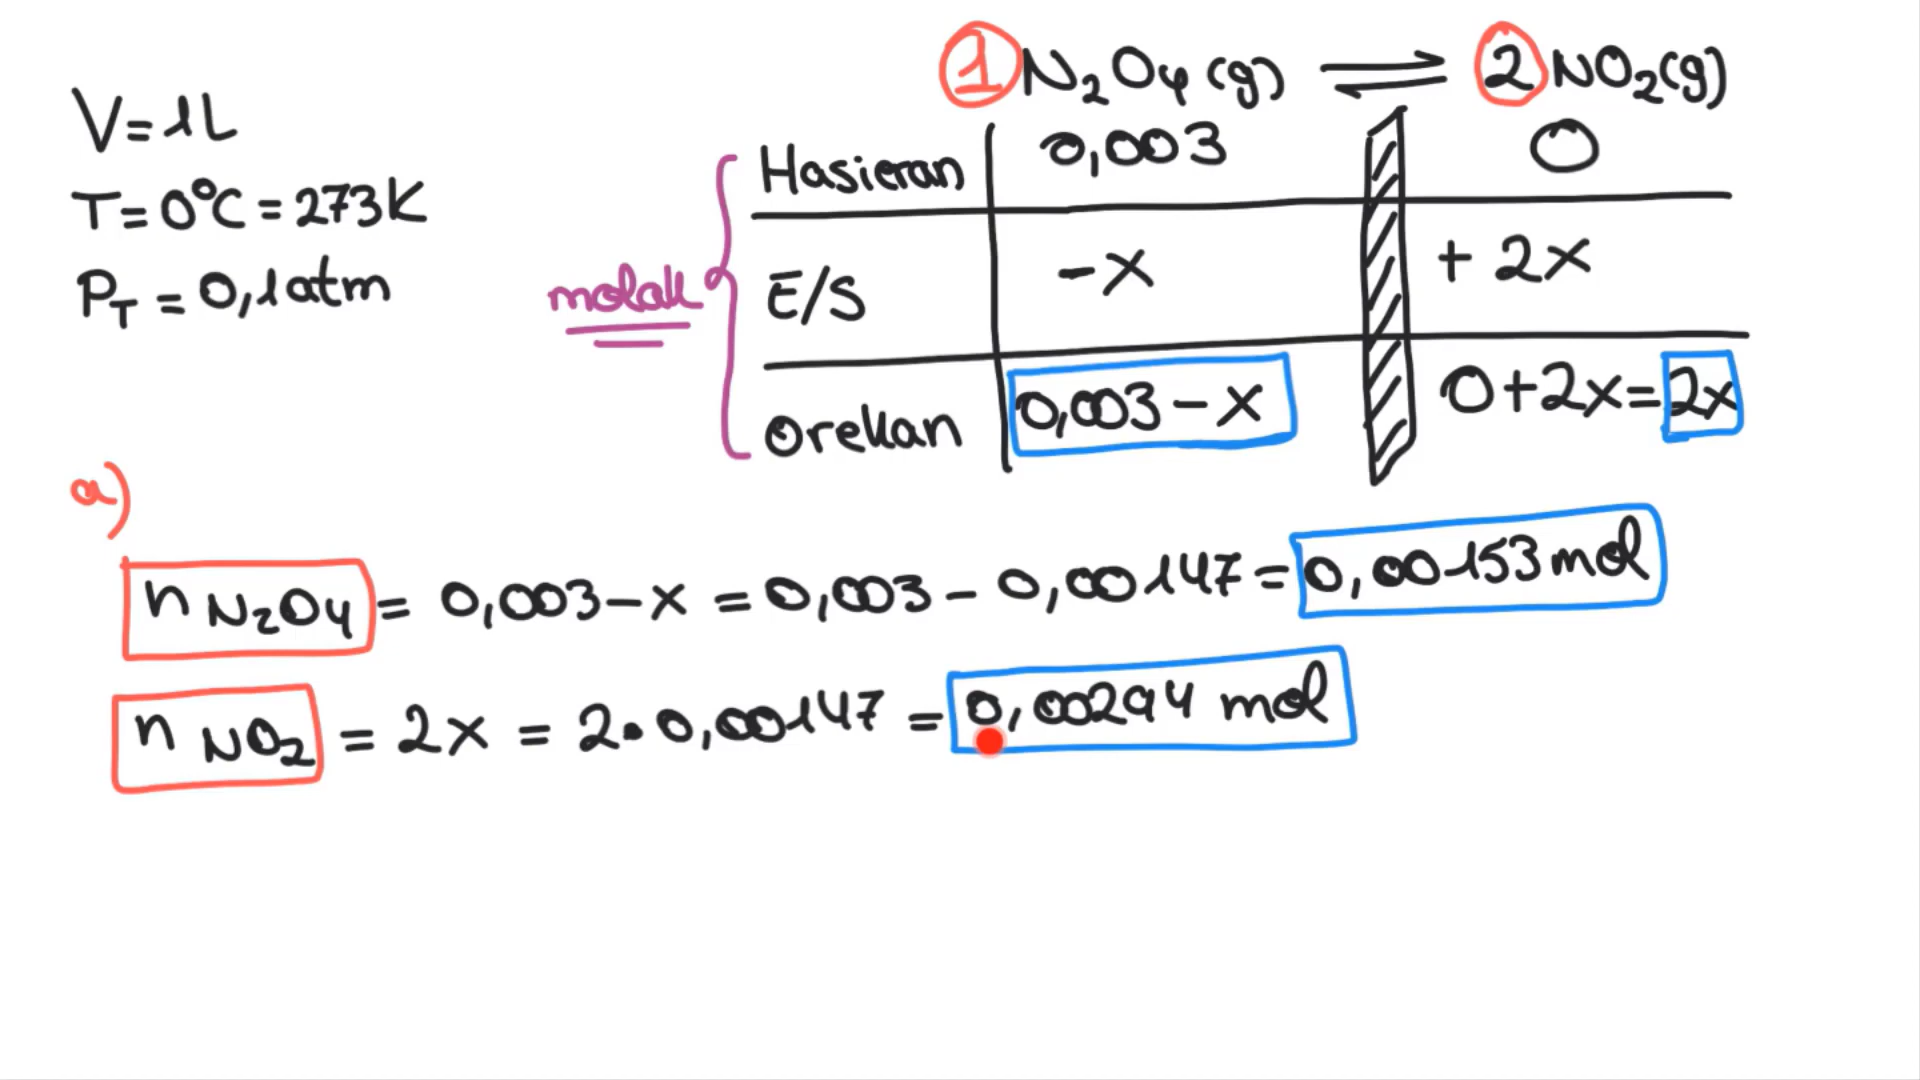 1 N₂O₄ (g) ⇌ 2 NO₂(g)
V = 1L
T = 0°C = 273K
P_T = 0,1 atm
molak
Hasieran 0,003 0
E/S -x + 2x
Orekan 0,003 - x 0+2x = 2x
a)
n N₂O₄ = 0,003 - x = 0,003 - 0,00147 = 0,00153 mol
n NO₂ = 2x = 2 · 0,00147 = 0,00294 mol